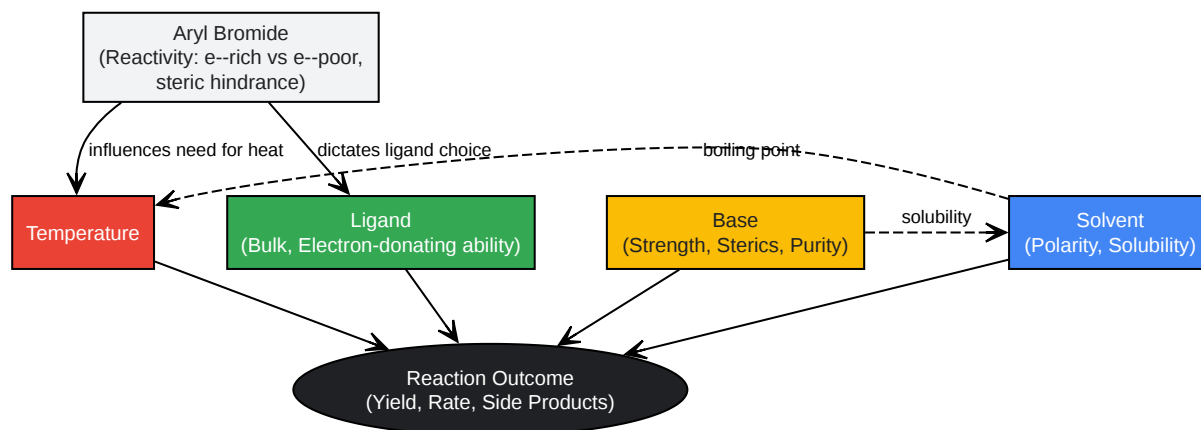 Aryl Bromide
(Reactivity: e--rich vs e--poor,
steric hindrance)
influences need for heat
dictates ligand choice
boiling point
Temperature
Ligand
(Bulk, Electron-donating ability)
Base
(Strength, Sterics, Purity)
solubility
Solvent
(Polarity, Solubility)
Reaction Outcome
(Yield, Rate, Side Products)